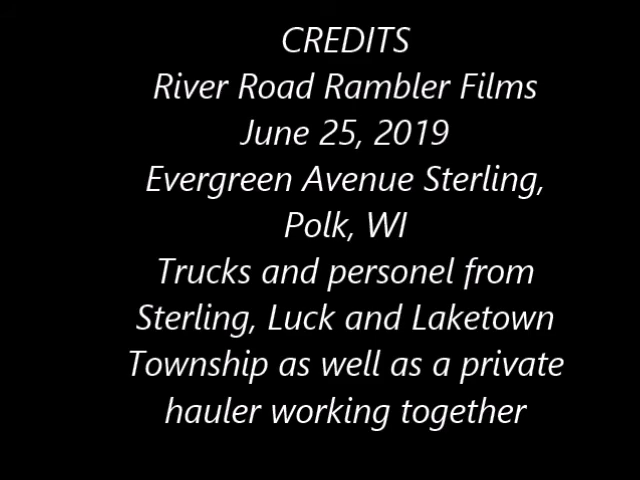 CREDITS
River Road Rambler Films
June 25, 2019
Evergreen Avenue Sterling,
Polk, WI
Trucks and personel from
Sterling, Luck and Laketown
Township as well as a private
hauler working together